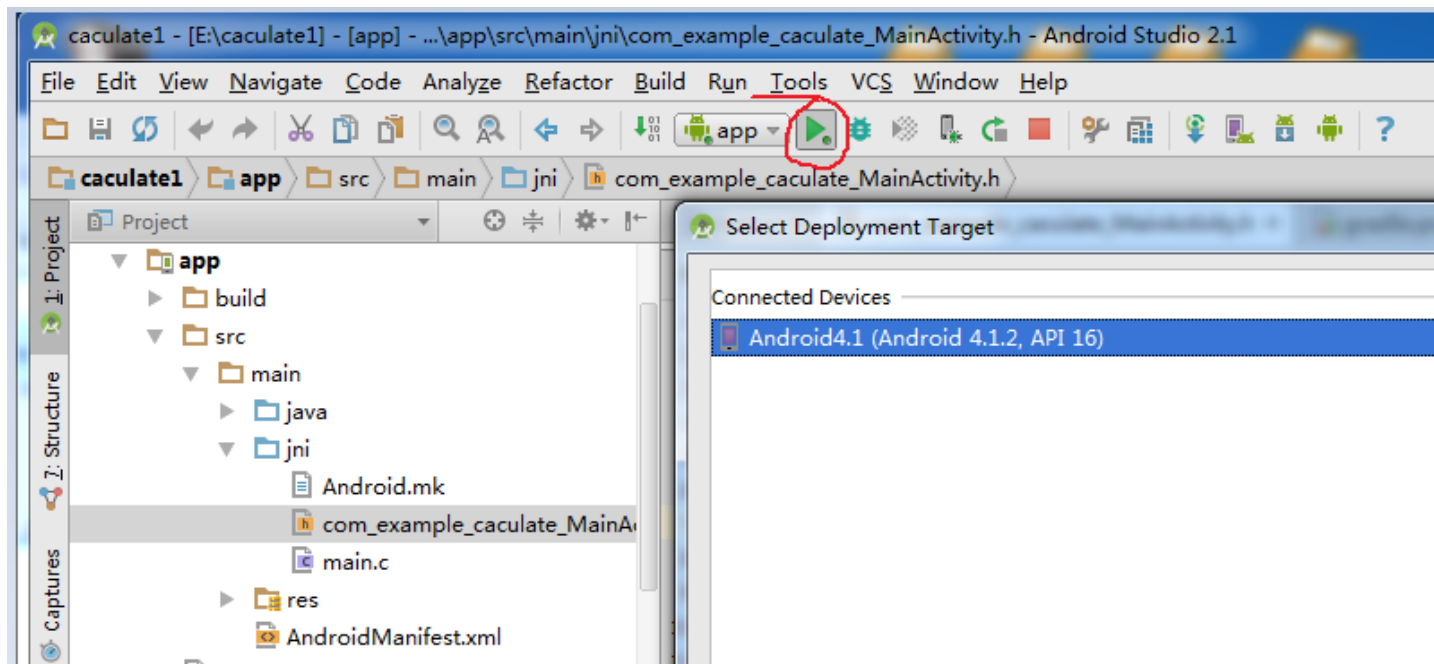 caculate1 - [E:\caculate1] - [app] - ...\app\src\main\jni\com_example_caculate_MainActivity.h - Android Studio 2.1
File Edit View Navigate Code Analyze Refactor Build Run Tools VCS Window Help
app
caculate1 app src main jni com_example_caculate_MainActivity.h
1: Project
7: Structure
Captures
Project
app
build
src
main
java
jni
Android.mk
com_example_caculate_MainA
main.c
res
AndroidManifest.xml
Select Deployment Target
Connected Devices
Android4.1 (Android 4.1.2, API 16)